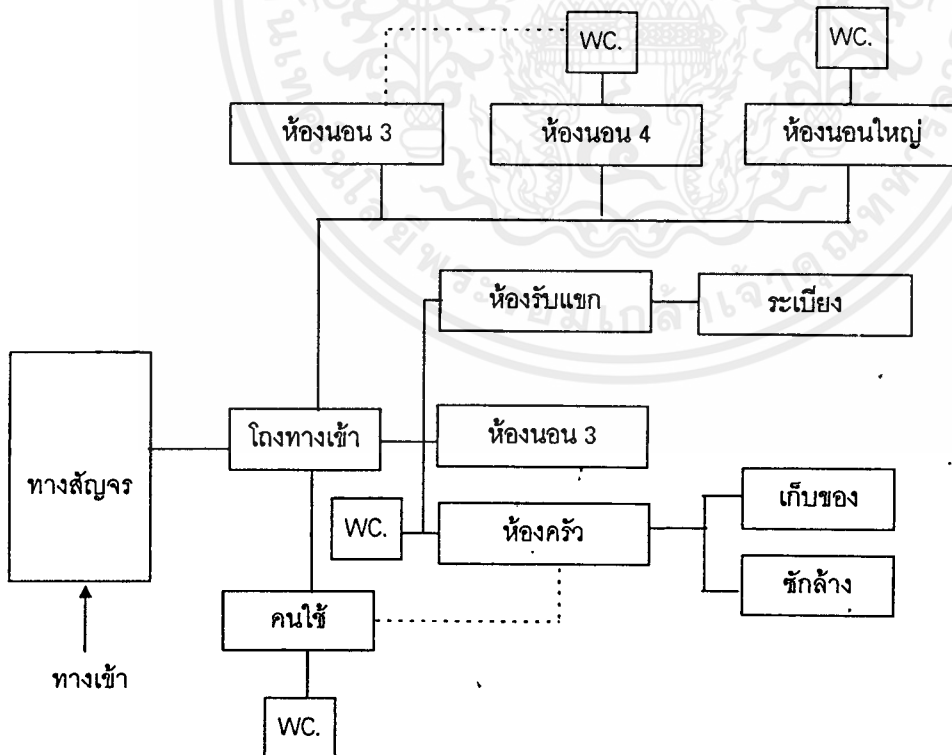 WC.
WC.
ห้องนอน 3
ห้องนอน 4
ห้องนอนใหญ่
ห้องรับแขก
ระเบียง
โถงทางเข้า
ห้องนอน 3
ทางสัญจร
เก็บของ
WC.
ห้องครัว
ซักล้าง
คนใช้
ทางเข้า
WC.